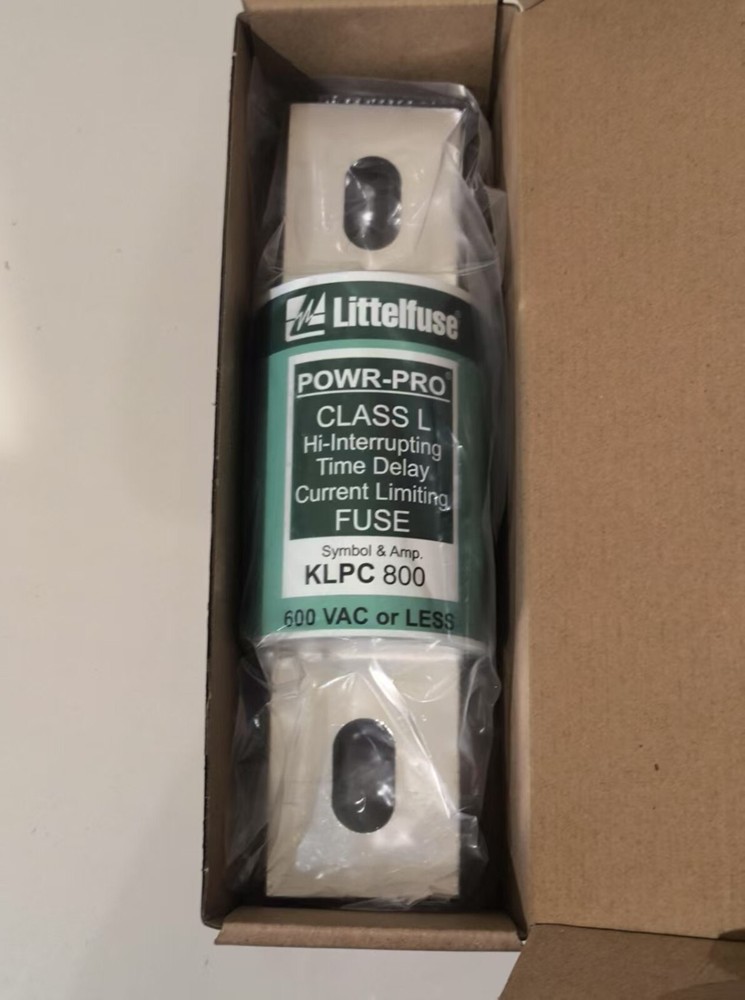 Littelfuse®
POWR-PRO®
CLASS L
Hi-Interrupting
Time Delay
Current Limiting
FUSE
Symbol & Amp.
KLPC 800
600 VAC or LESS